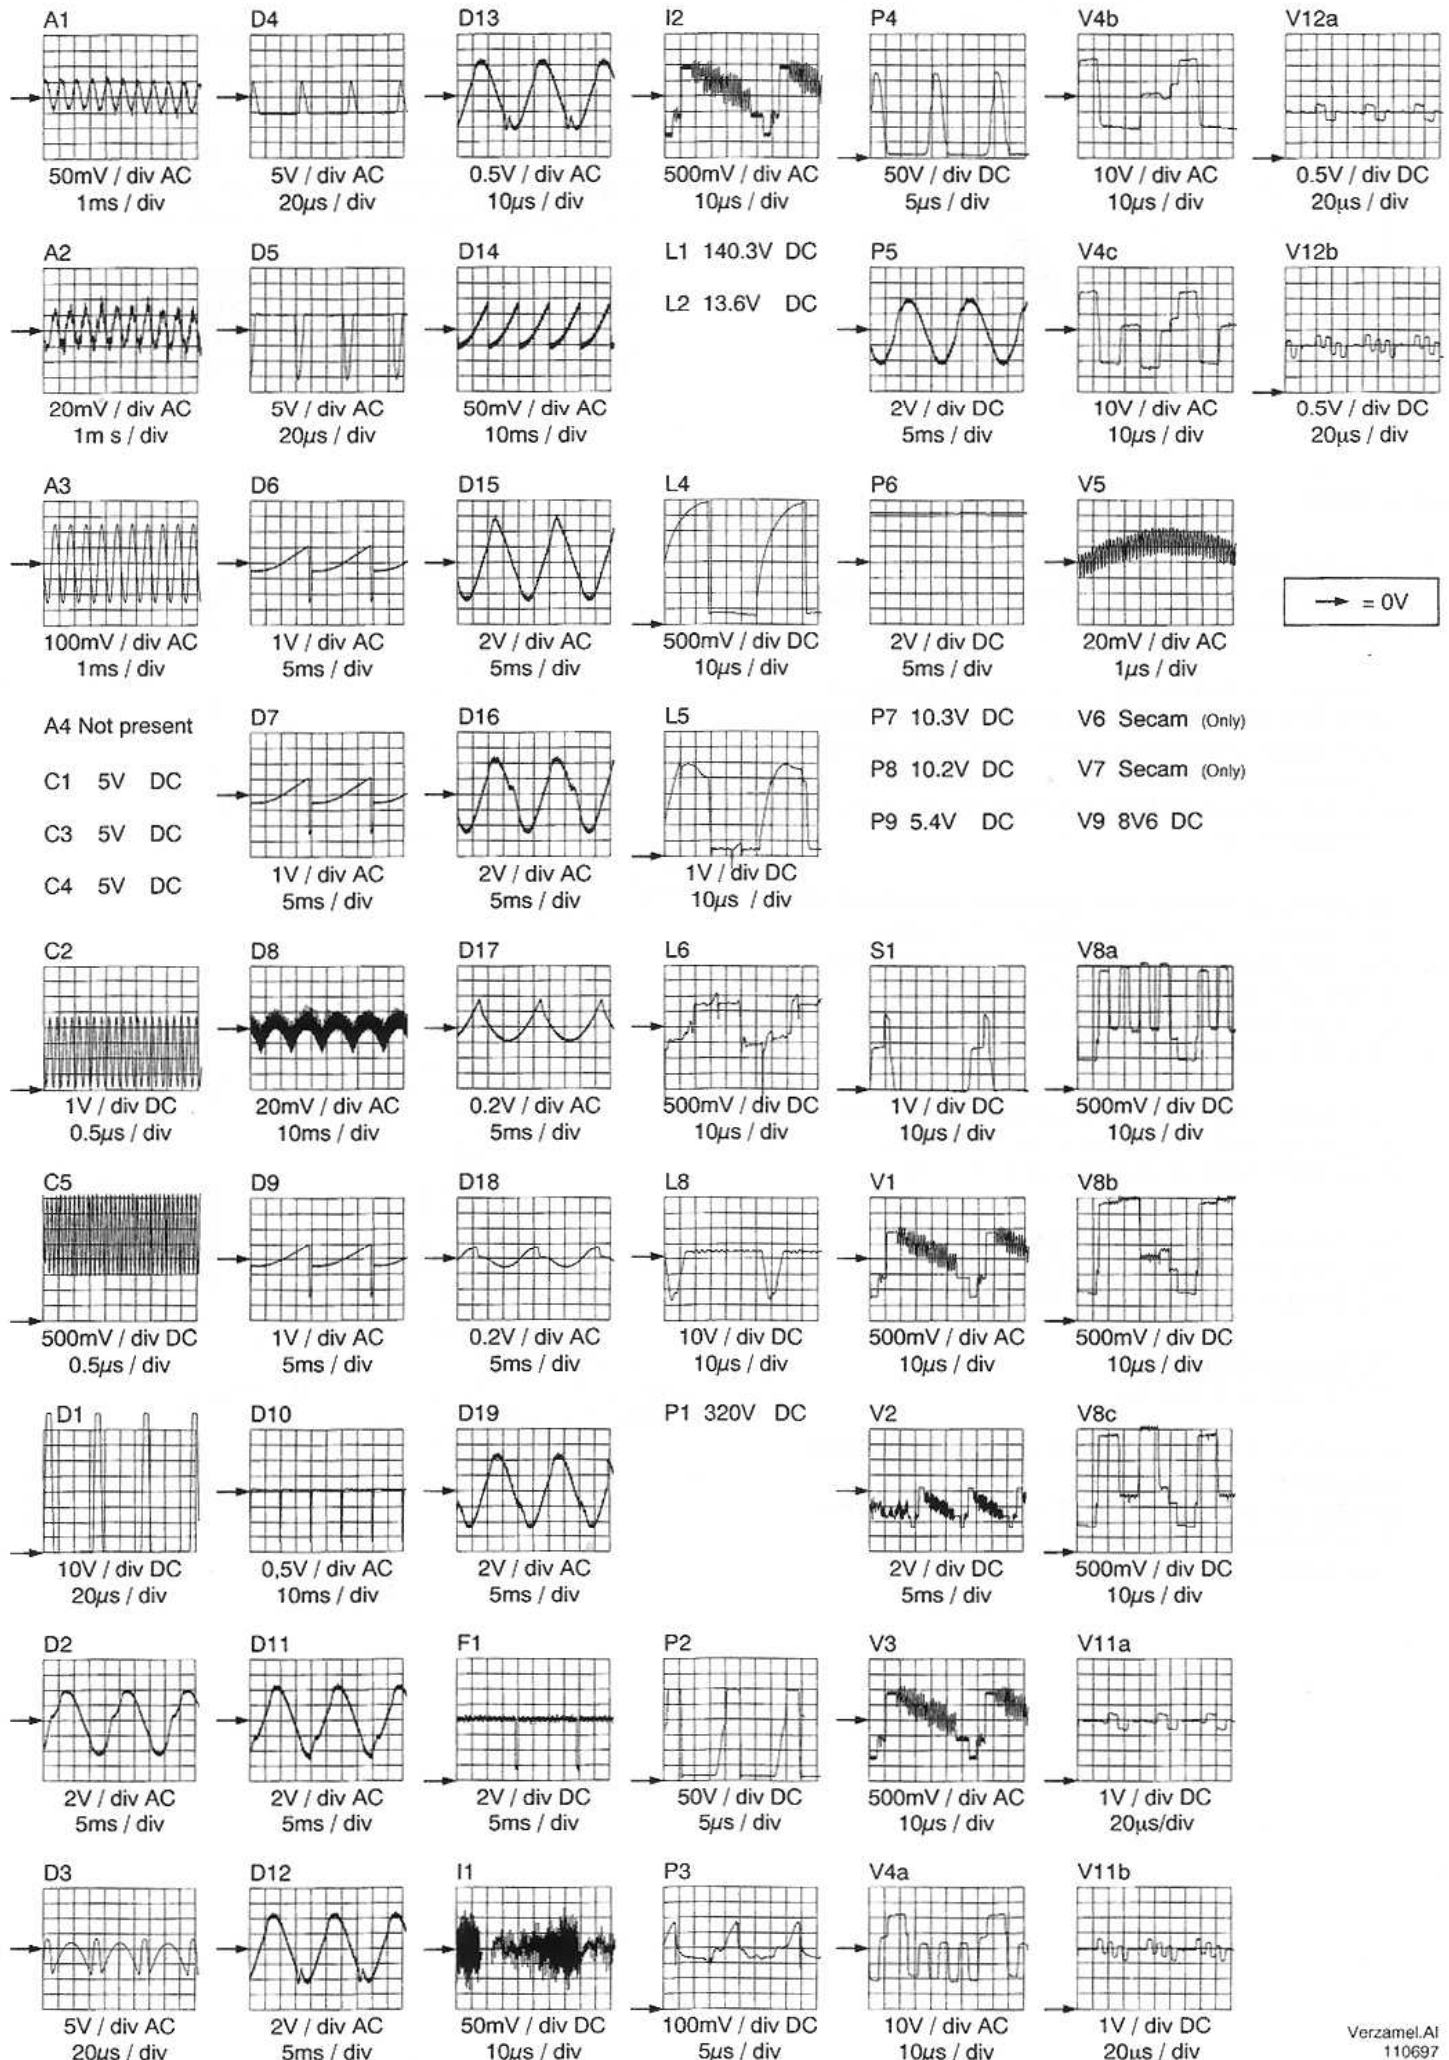 A1
50mV / div AC
1ms / div
D4
5V / div AC
20µs / div
D13
0.5V / div AC
10µs / div
I2
500mV / div AC
10µs / div
P4
50V / div DC
5µs / div
V4b
10V / div AC
10µs / div
V12a
0.5V / div DC
20µs / div
A2
20mV / div AC
1m s / div
D5
5V / div AC
20µs / div
D14
50mV / div AC
10ms / div
L1 140.3V DC
L2 13.6V DC
P5
2V / div DC
5ms / div
V4c
10V / div AC
10µs / div
V12b
0.5V / div DC
20µs / div
A3
100mV / div AC
1ms / div
D6
1V / div AC
5ms / div
D15
2V / div AC
5ms / div
L4
500mV / div DC
10µs / div
P6
2V / div DC
5ms / div
V5
20mV / div AC
1µs / div
→ = 0V
A4 Not present
C1 5V DC
C3 5V DC
C4 5V DC
D7
1V / div AC
5ms / div
D16
2V / div AC
5ms / div
L5
1V / div DC
10µs / div
P7 10.3V DC
P8 10.2V DC
P9 5.4V DC
V6 Secam (Only)
V7 Secam (Only)
V9 8V6 DC
C2
1V / div DC
0.5µs / div
D8
20mV / div AC
10ms / div
D17
0.2V / div AC
5ms / div
L6
500mV / div DC
10µs / div
S1
1V / div DC
10µs / div
V8a
500mV / div DC
10µs / div
C5
500mV / div DC
0.5µs / div
D9
1V / div AC
5ms / div
D18
0.2V / div AC
5ms / div
L8
10V / div DC
10µs / div
V1
500mV / div AC
10µs / div
V8b
500mV / div DC
10µs / div
D1
10V / div DC
20µs / div
D10
0,5V / div AC
10ms / div
D19
2V / div AC
5ms / div
P1 320V DC
V2
2V / div DC
5ms / div
V8c
500mV / div DC
10µs / div
D2
2V / div AC
5ms / div
D11
2V / div AC
5ms / div
F1
2V / div DC
5ms / div
P2
50V / div DC
5µs / div
V3
500mV / div AC
10µs / div
V11a
1V / div DC
20µs/div
D3
5V / div AC
20µs / div
D12
2V / div AC
5ms / div
I1
50mV / div DC
10µs / div
P3
100mV / div DC
5µs / div
V4a
10V / div AC
10µs / div
V11b
1V / div DC
20µs / div
Verzamel.AI
110697